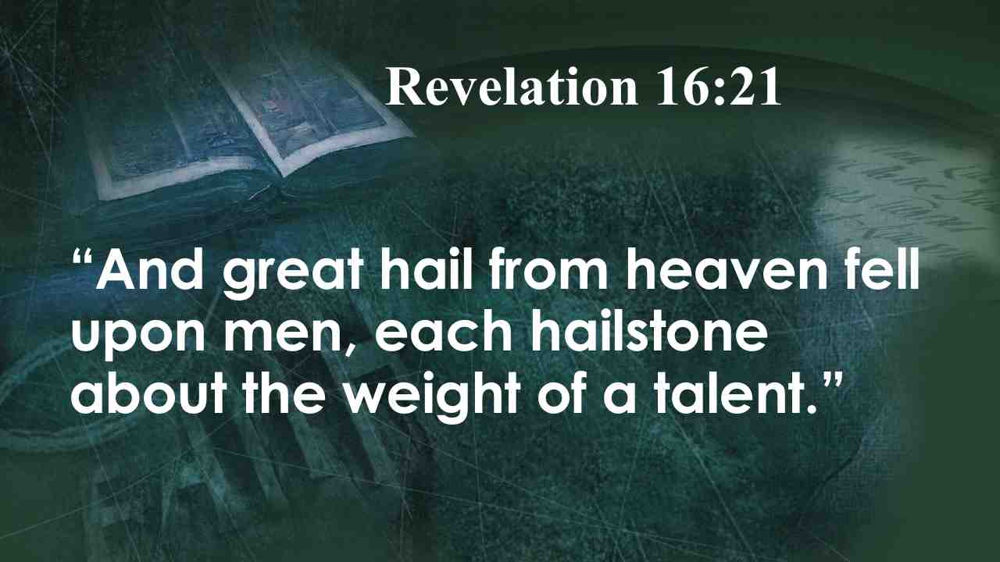 Revelation 16:21
“And great hail from heaven fell
upon men, each hailstone
about the weight of a talent.”